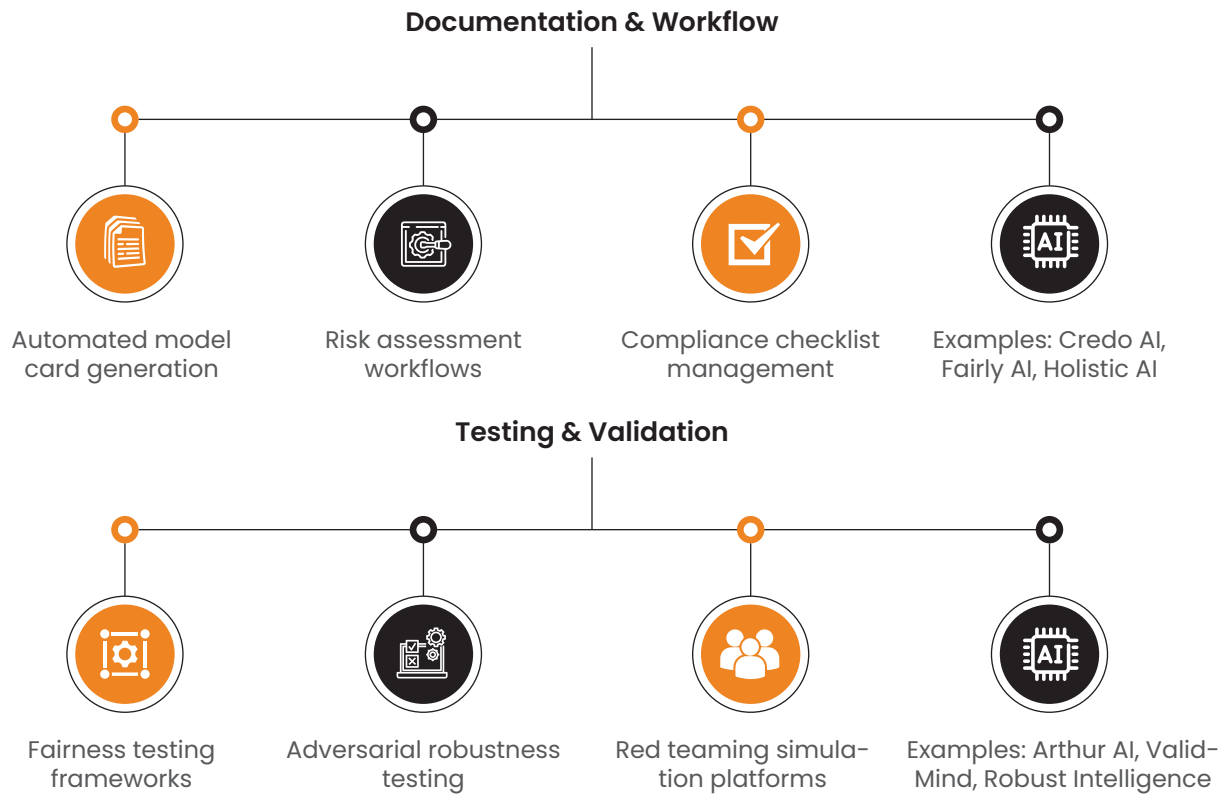 Documentation & Workflow
AI
Automated model
card generation
Risk assessment
workflows
Compliance checklist
management
Examples: Credo AI,
Fairly AI, Holistic AI
Testing & Validation
AI
Fairness testing
frameworks
Adversarial robustness
testing
Red teaming simula-
tion platforms
Examples: Arthur AI, Valid-
Mind, Robust Intelligence